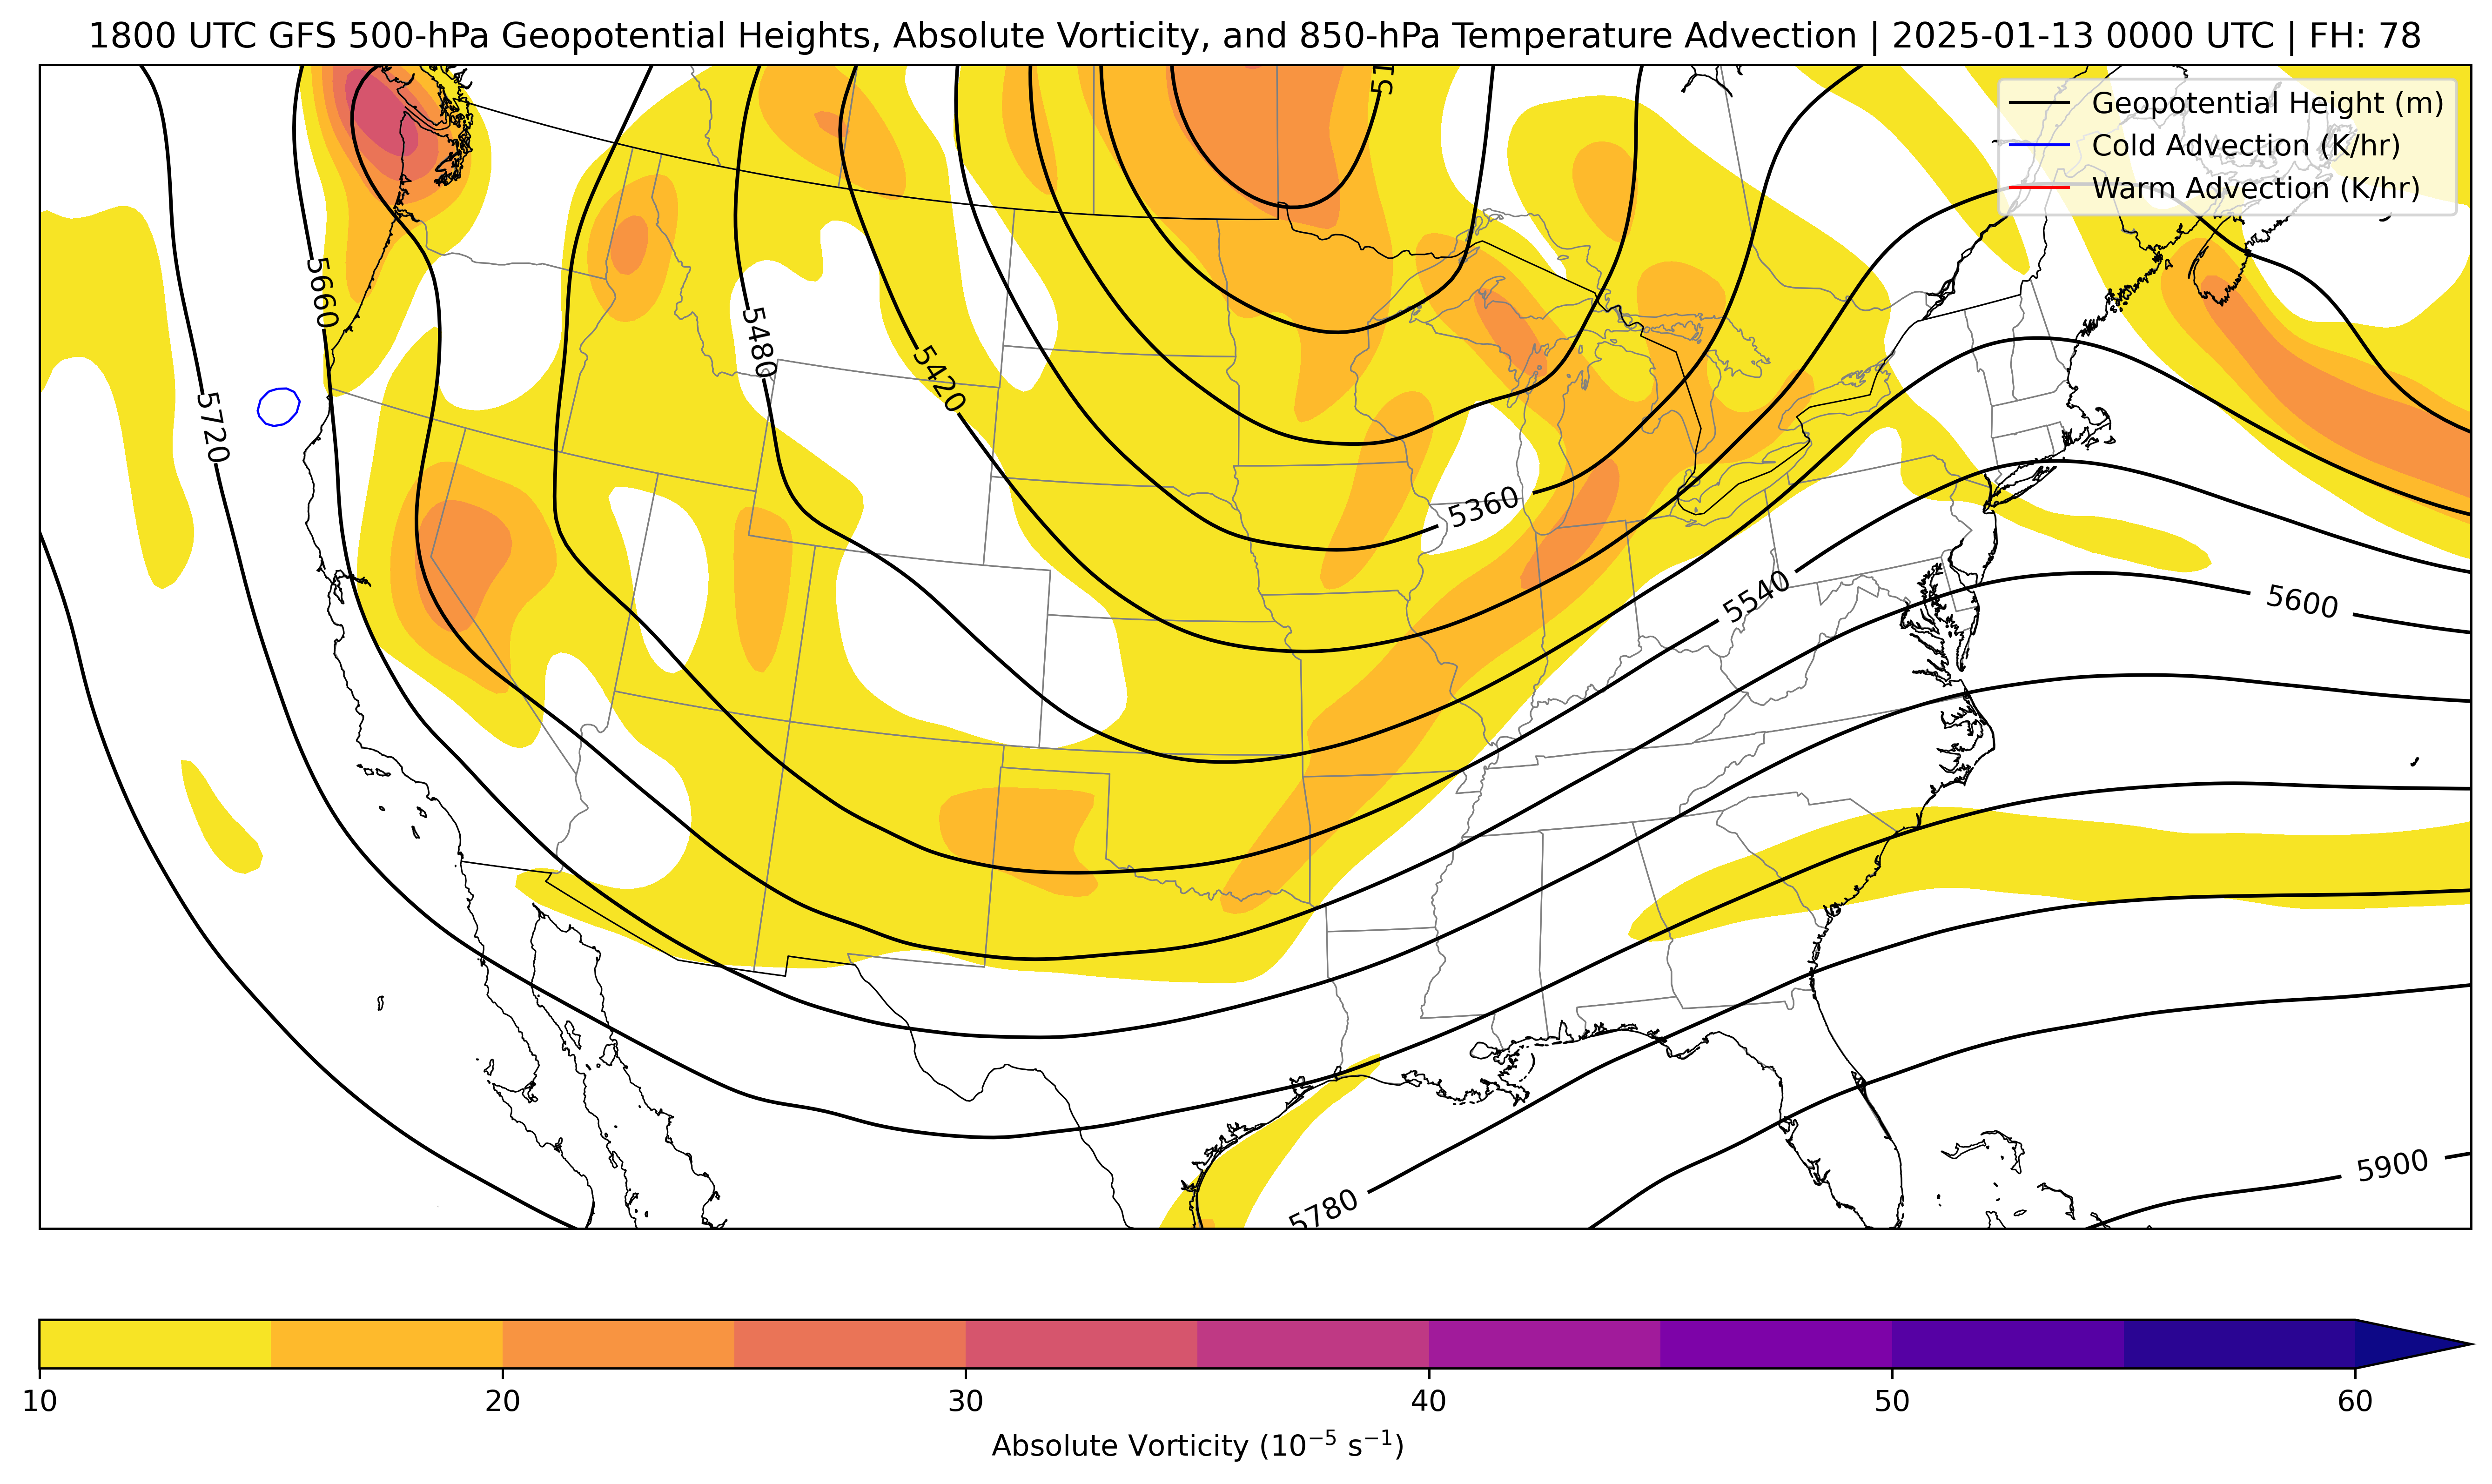 1800 UTC GFS 500-hPa Geopotential Heights, Absolute Vorticity, and 850-hPa Temperature Advection | 2025-01-13 0000 UTC | FH: 78
Geopotential Height (m)
Cold Advection (K/hr)
Warm Advection (K/hr)
5660
5480
5420
5720
5360
5540
5600
5900
5780
10 20 30 40 50 60
Absolute Vorticity (10⁻⁵ s⁻¹)